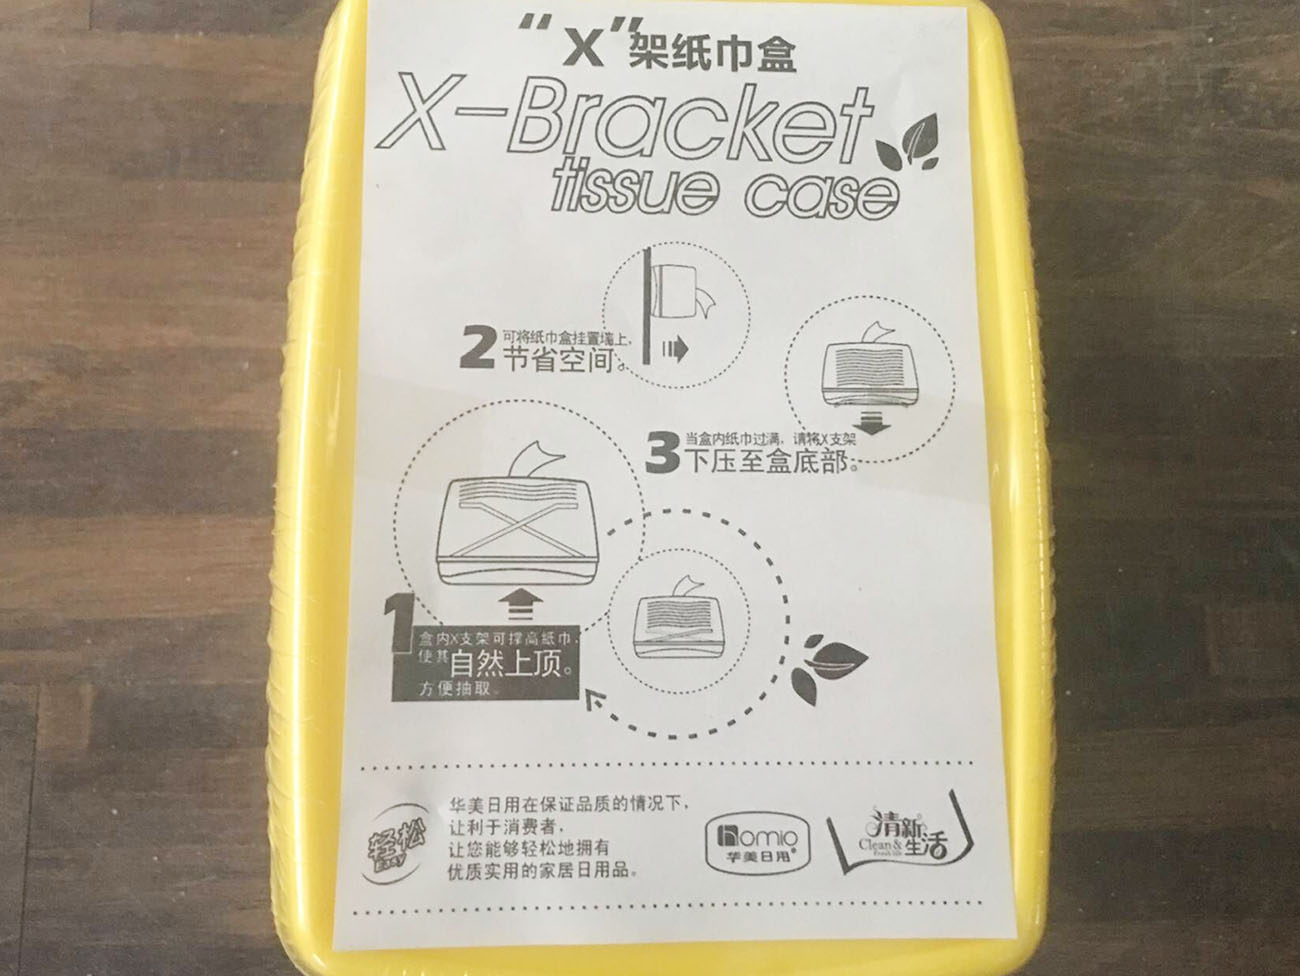 “X”架纸巾盒
X-Bracket
tissue case
2 可将纸巾盒挂置墙上，
节省空间。
3 当盒内纸巾过满，请将X支架
下压至盒底部。
1 盒内X支架可撑高纸巾，
使其自然上顶。
方便抽取。
轻松
Easy
华美日用在保证品质的情况下，
让利于消费者，
让您能够轻松地拥有
优质实用的家居日用品。
homio
华美日用
清新
Clean &
Fresh life
生活